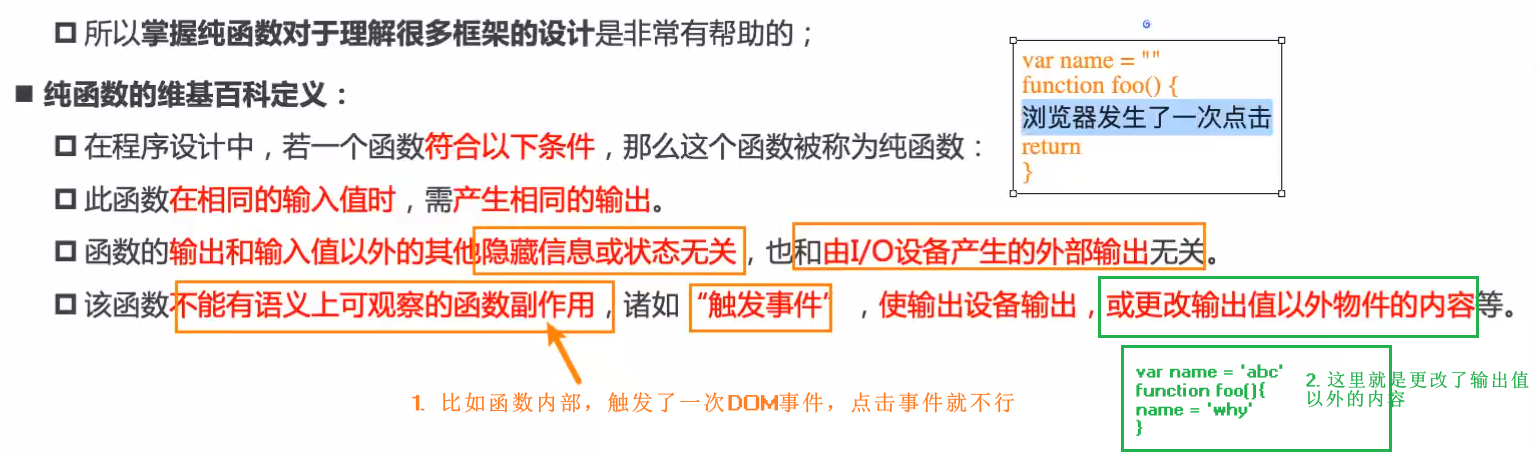 所以掌握纯函数对于理解很多框架的设计是非常有帮助的；
纯函数的维基百科定义：
在程序设计中，若一个函数符合以下条件，那么这个函数被称为纯函数：
此函数在相同的输入值时，需产生相同的输出。
函数的输出和输入值以外的其他隐藏信息或状态无关，也和由I/O设备产生的外部输出无关。
该函数不能有语义上可观察的函数副作用，诸如“触发事件”，使输出设备输出，或更改输出值以外物件的内容等。
var name = ""
function foo() {
浏览器发生了一次点击
return
}
1. 比如函数内部，触发了一次DOM事件，点击事件就不行
var name = 'abc'
function foo(){
name = 'why'
}
2. 这里就是更改了输出值
以外的内容